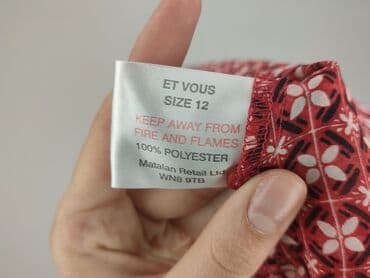 ET VOUS
SIZE 12
KEEP AWAY FROM
FIRE AND FLAMES
100% POLYESTER
Matalan Retail Ltd
WN8 9TB